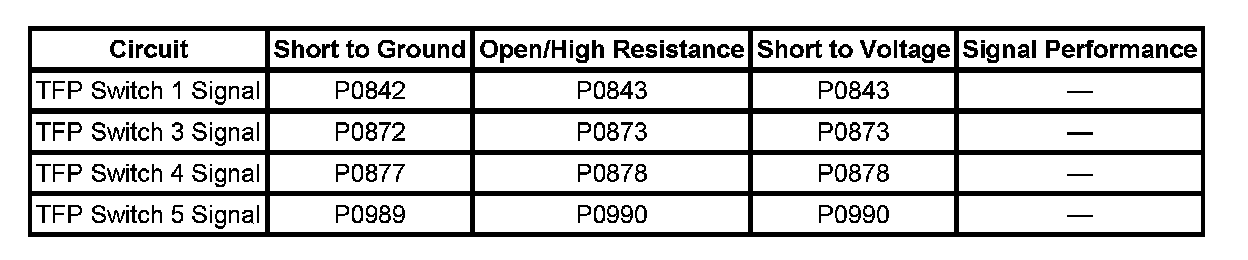 Circuit Short to Ground Open/High Resistance Short to Voltage Signal Performance
TFP Switch 1 Signal P0842 P0843 P0843 —
TFP Switch 3 Signal P0872 P0873 P0873 —
TFP Switch 4 Signal P0877 P0878 P0878 —
TFP Switch 5 Signal P0989 P0990 P0990 —